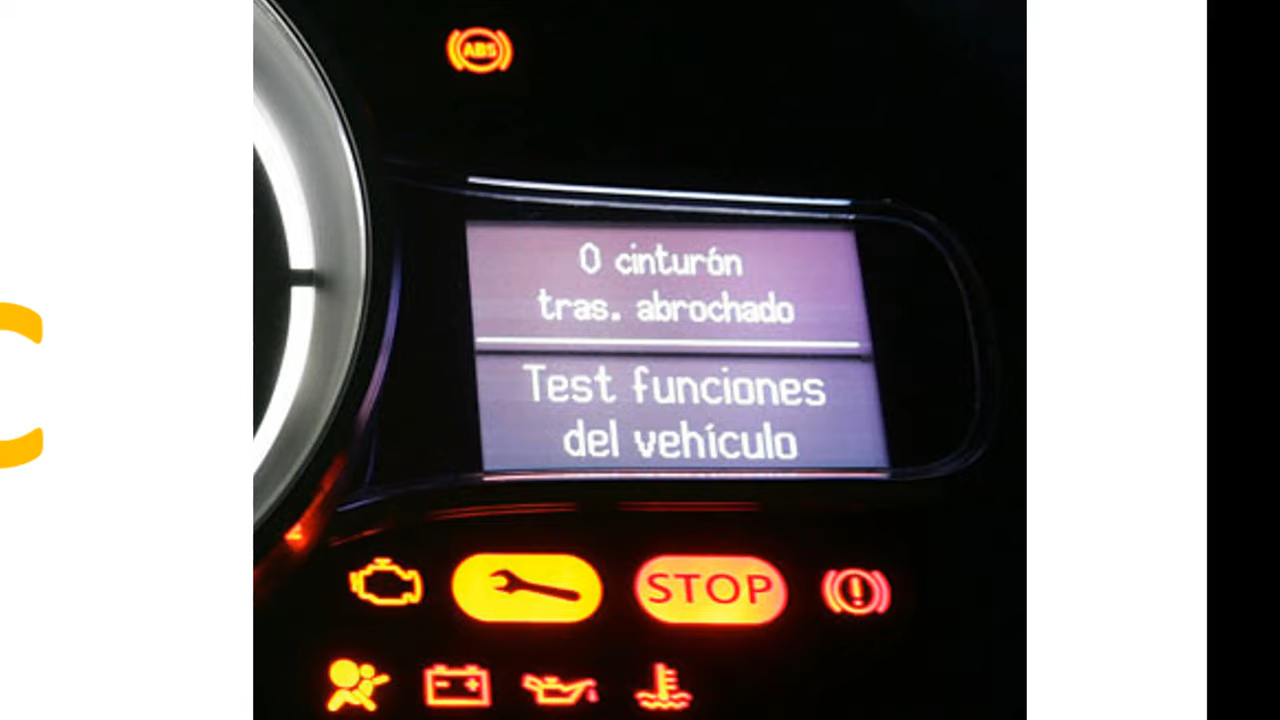 ABS
0 cinturón
tras. abrochado
Test funciones
del vehículo
STOP